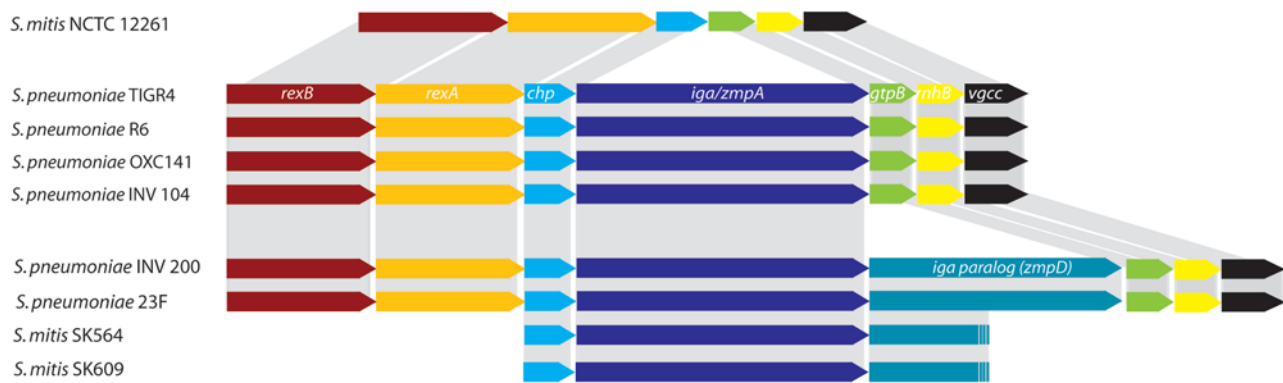 S. mitis NCTC 12261
S. pneumoniae TIGR4 rexB rexA chp iga/zmpA gtpB rnhB vgcc
S. pneumoniae R6
S. pneumoniae OXC141
S. pneumoniae INV 104
S. pneumoniae INV 200 iga paralog (zmpD)
S. pneumoniae 23F
S. mitis SK564
S. mitis SK609